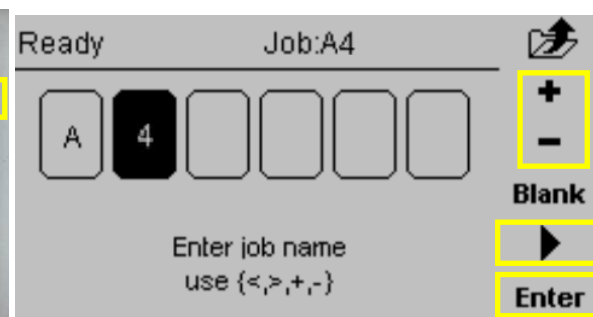 Ready Job:A4
+
A 4
-
Blank
Enter job name
use {<,>,+,-}
Enter